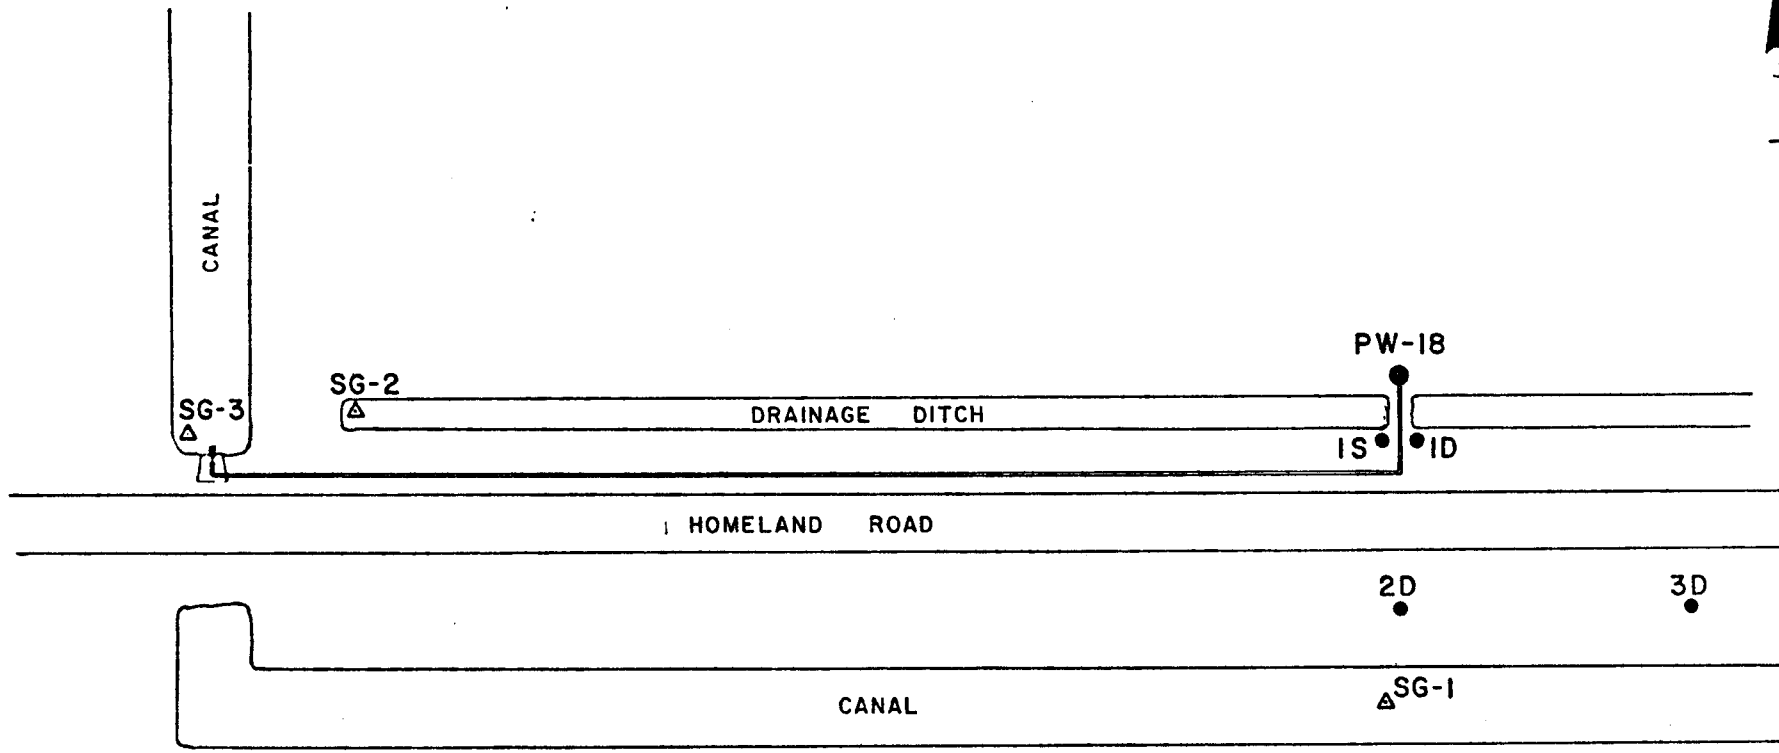 CANAL
PW-18
SG-2
SG-3
DRAINAGE DITCH
1S
1D
HOMELAND ROAD
2D
3D
SG-1
CANAL